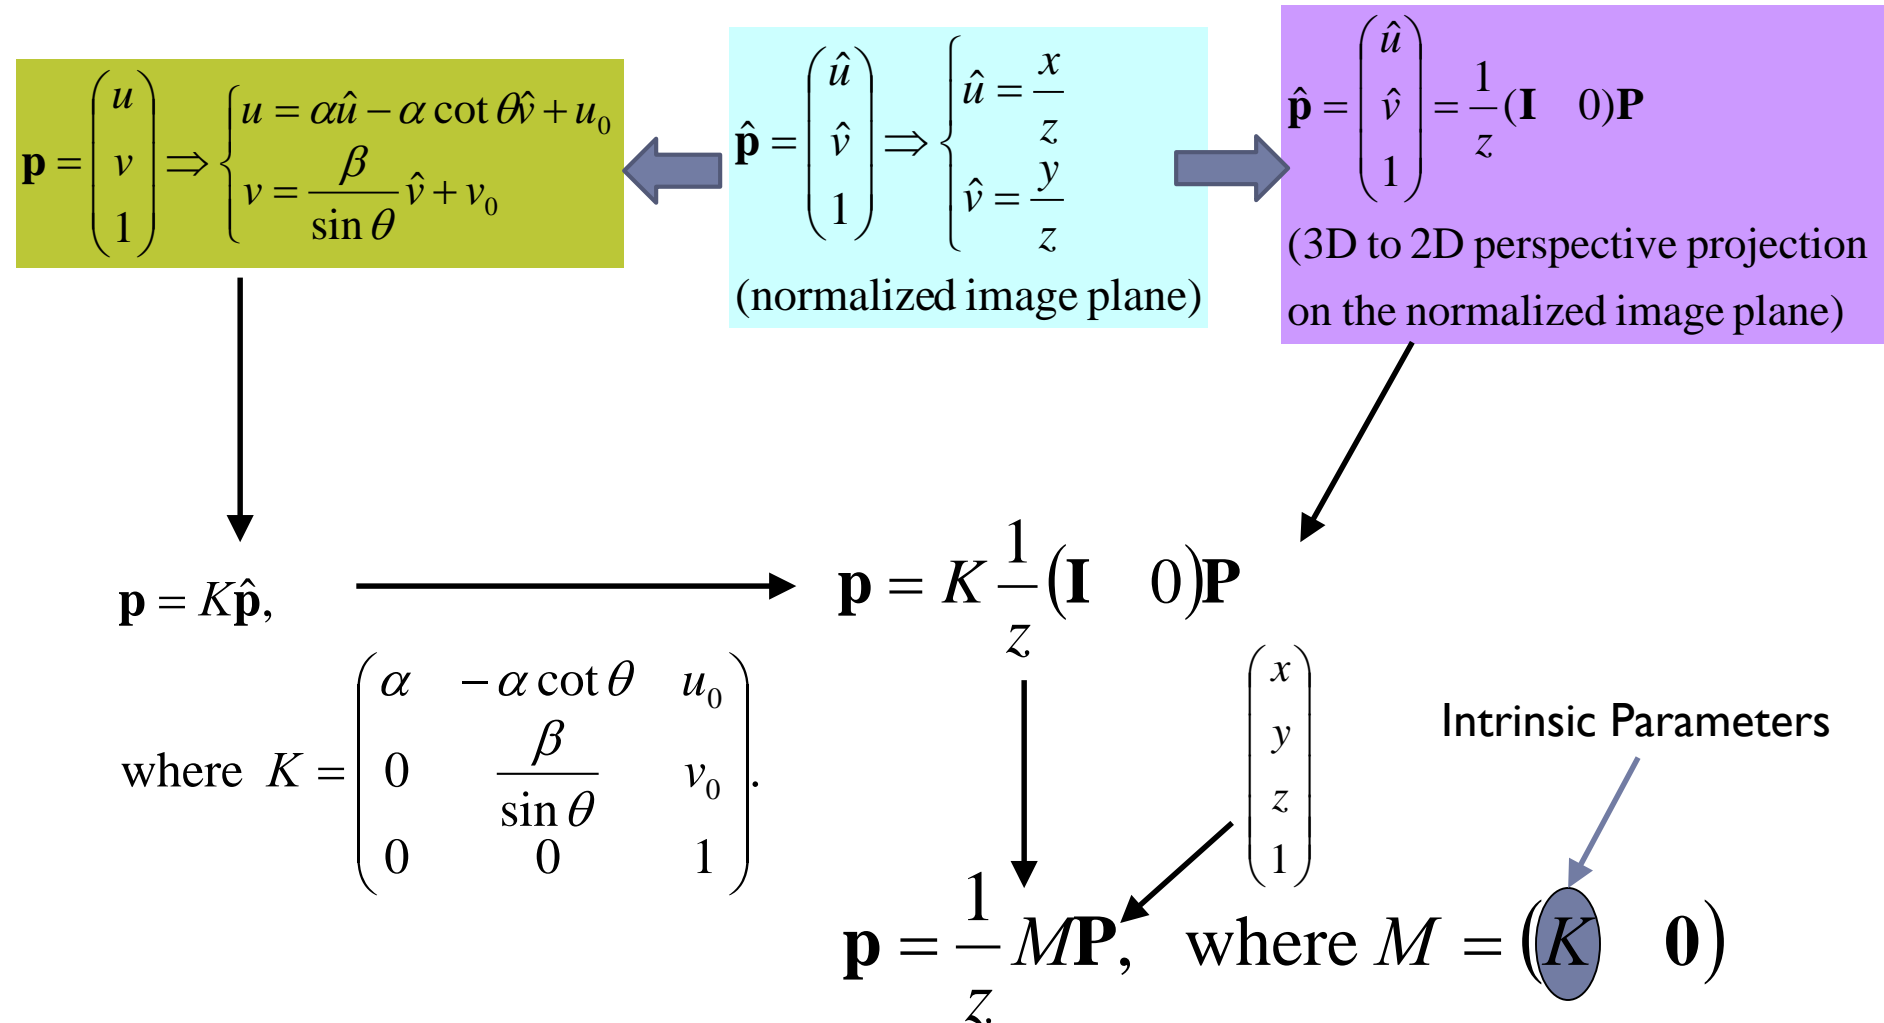 p = (u v 1) ⇒ { u = αû − α cot θv̂ + u₀
v = β/sin θ v̂ + v₀
p̂ = (û v̂ 1) ⇒ { û = x/z
v̂ = y/z
(normalized image plane)
p̂ = (û v̂ 1) = 1/z (I 0)P
(3D to 2D perspective projection
on the normalized image plane)
p = Kp̂,
where K = (α −α cot θ u₀
0 β/sin θ v₀
0 0 1).
p = K 1/z (I 0)P
(x
y
z
1)
Intrinsic Parameters
p = 1/z MP, where M = (K 0)